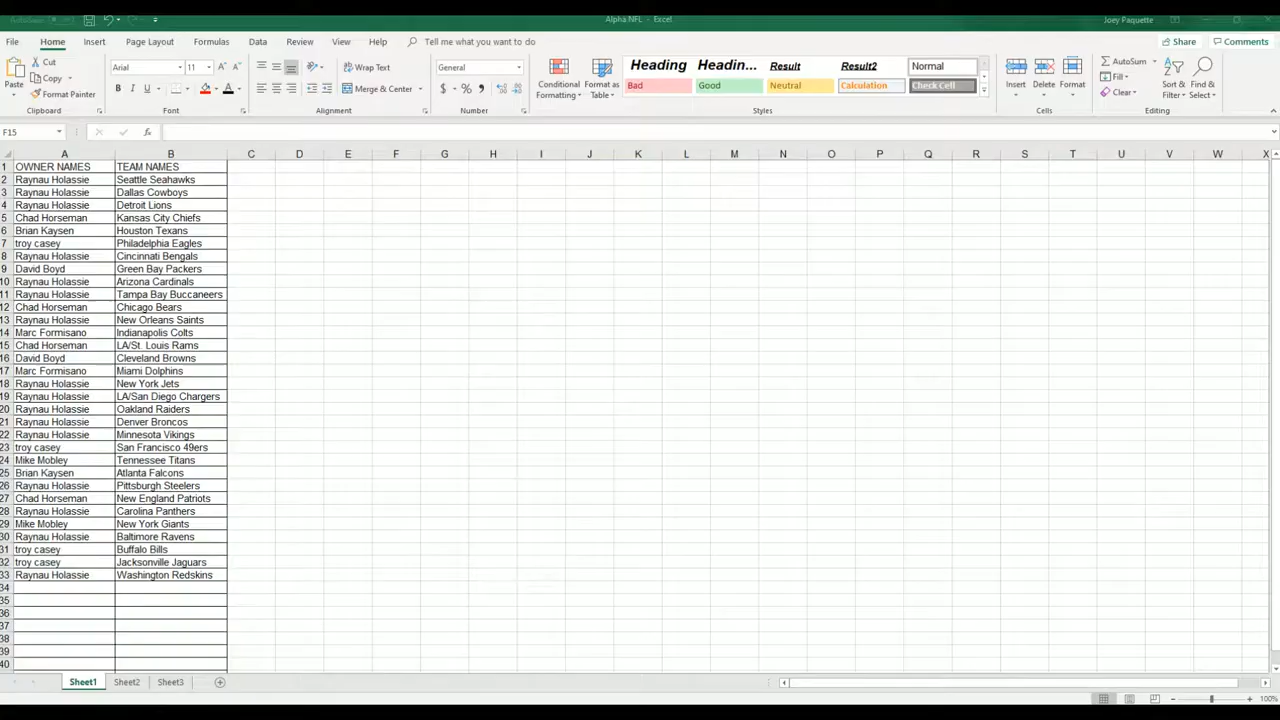 AutoSave
Alpha NFL - Excel
Joey Paquette
File Home Insert Page Layout Formulas Data Review View Help Tell me what you want to do Share Comments
Paste Cut Copy Format Painter Clipboard
Arial 11 A A B I U A Font
Wrap Text Merge & Center Alignment
General $ % , Number
Conditional Formatting Format as Table
Heading Headin... Result Result2 Normal
Bad Good Neutral Calculation Check Cell
Styles
Insert Delete Format Cells
AutoSum Fill Clear Sort & Filter Find & Select Editing
F15 fx
A B C D E F G H I J K L M N O P Q R S T U V W X
1 OWNER NAMES TEAM NAMES
2 Raynau Holassie Seattle Seahawks
3 Raynau Holassie Dallas Cowboys
4 Raynau Holassie Detroit Lions
5 Chad Horseman Kansas City Chiefs
6 Brian Kaysen Houston Texans
7 troy casey Philadelphia Eagles
8 Raynau Holassie Cincinnati Bengals
9 David Boyd Green Bay Packers
10 Raynau Holassie Arizona Cardinals
11 Raynau Holassie Tampa Bay Buccaneers
12 Chad Horseman Chicago Bears
13 Raynau Holassie New Orleans Saints
14 Marc Formisano Indianapolis Colts
15 Chad Horseman LA/St. Louis Rams
16 David Boyd Cleveland Browns
17 Marc Formisano Miami Dolphins
18 Raynau Holassie New York Jets
19 Raynau Holassie LA/San Diego Chargers
20 Raynau Holassie Oakland Raiders
21 Raynau Holassie Denver Broncos
22 Raynau Holassie Minnesota Vikings
23 troy casey San Francisco 49ers
24 Mike Mobley Tennessee Titans
25 Brian Kaysen Atlanta Falcons
26 Raynau Holassie Pittsburgh Steelers
27 Chad Horseman New England Patriots
28 Raynau Holassie Carolina Panthers
29 Mike Mobley New York Giants
30 Raynau Holassie Baltimore Ravens
31 troy casey Buffalo Bills
32 troy casey Jacksonville Jaguars
33 Raynau Holassie Washington Redskins
34
35
36
37
38
39
40
Sheet1 Sheet2 Sheet3
100%